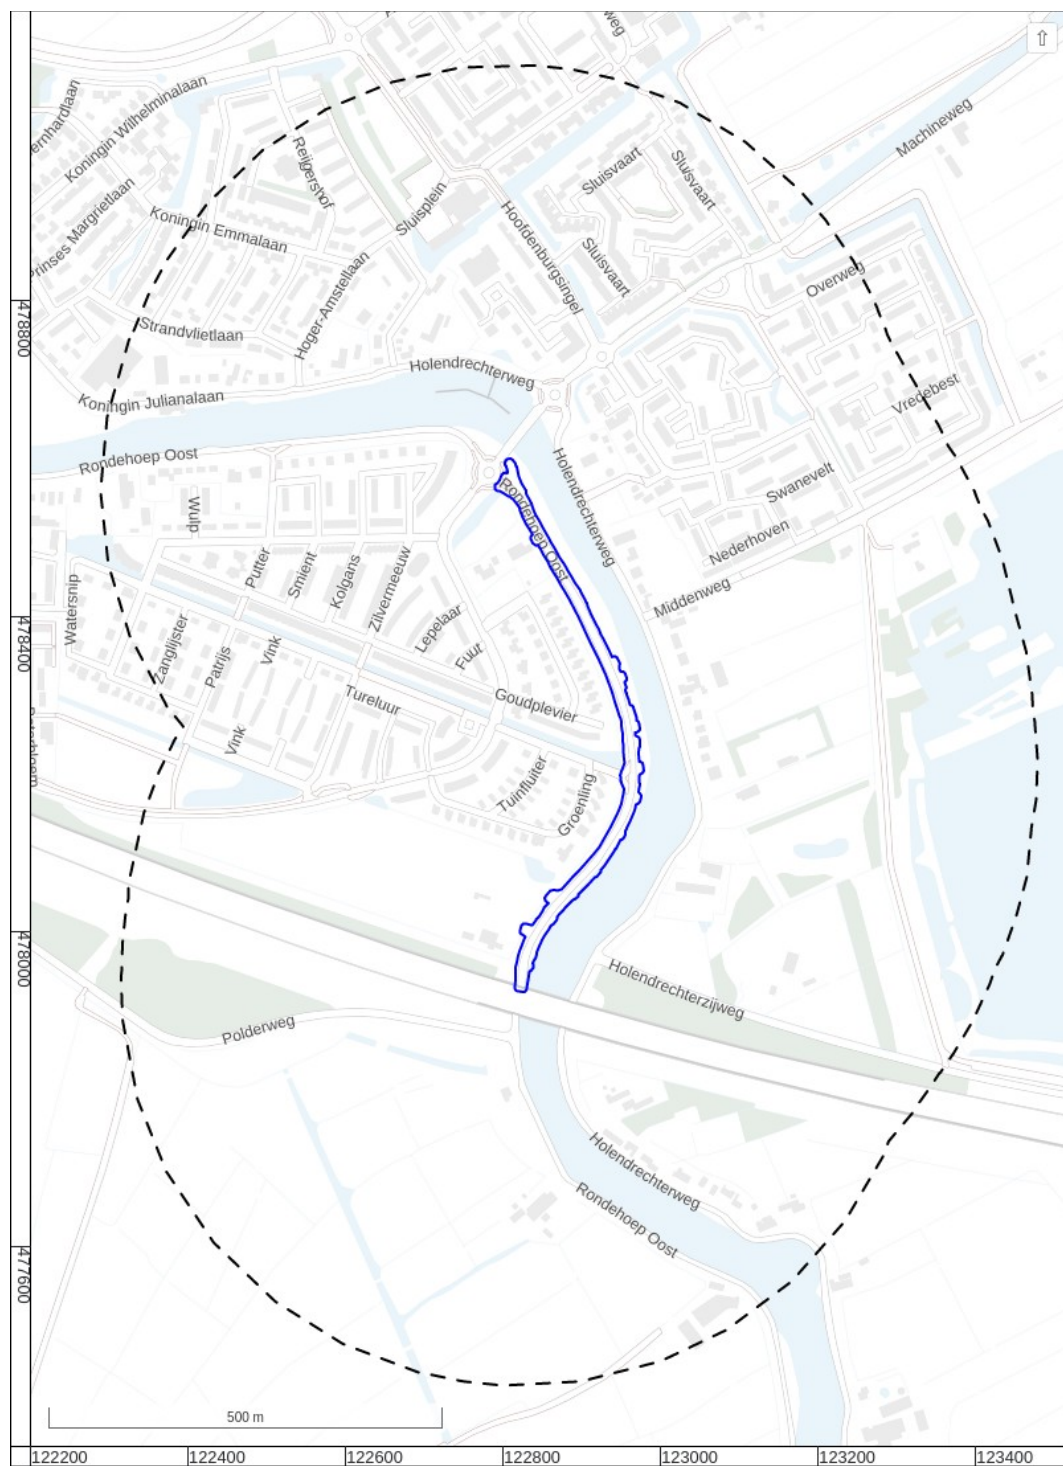 weg
⇧
ernhardlaan
Koningin Wilhelminalaan
Machineweg
Reijgershof
Sluisvaart
Sluisvaart
Prinses Margrietlaan
Koningin Emmalaan
Sluisplein
Hoofdenburgsingel
Sluisvaart
Hoger-Amstellaan
Overweg
478800
Strandvlietlaan
Holendrechterweg
Koningin Julianalaan
Vredebest
Rondehoep Oost
Holendrechterweg
Swanevelt
Rondehoep Oost
Wulp
Nederhoven
Putter
Smient
Kolgans
Zilvermeeuw
Middenweg
Watersnip
Lepelaar
478400
Zanglijster
Patrijs
Vink
Fuut
Tureluur
Goudplevier
Vink
Tuinfluiter
Groenling
478000
Holendrechterzijweg
Polderweg
Holendrechterweg
Rondehoep Oost
477600
500 m
122200
122400
122600
122800
123000
123200
123400